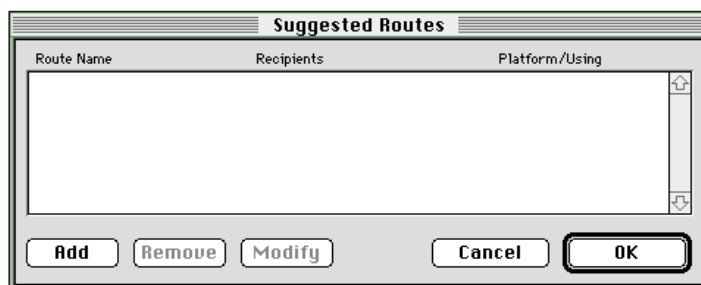 Suggested Routes
Route Name Recipients Platform/Using
Add Remove Modify Cancel OK